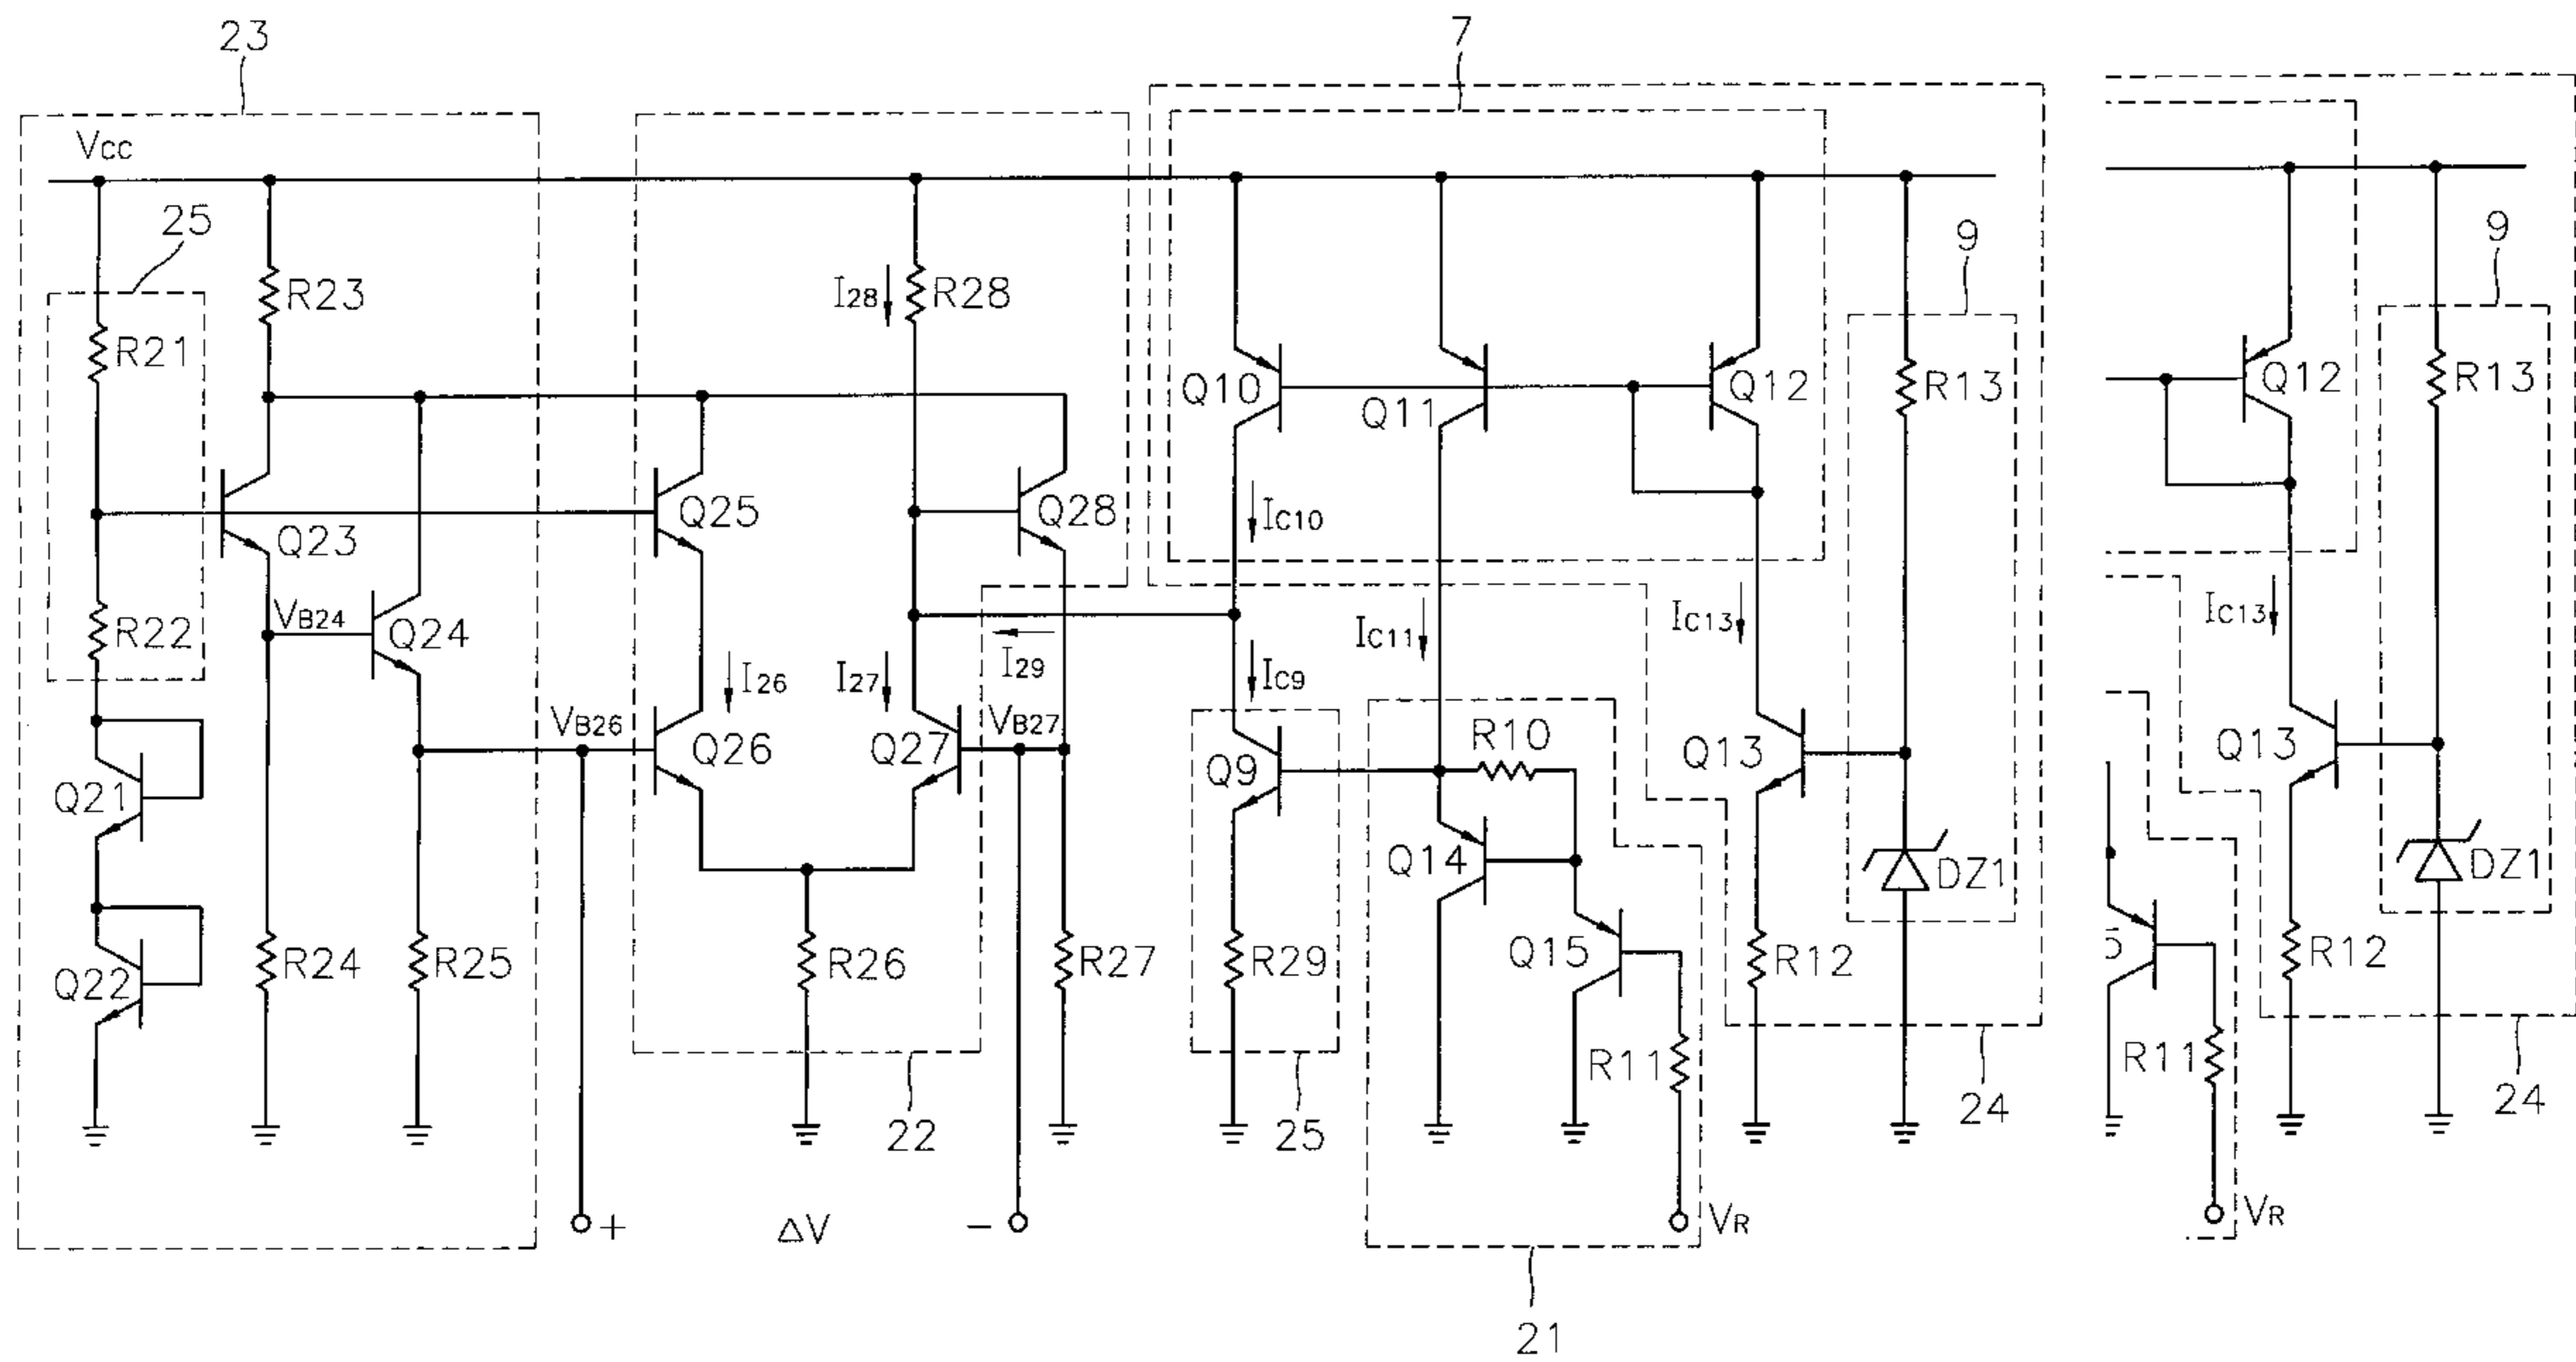 23
7
Vcc
25
9
9
R23
I28
R28
R21
Q10
Q11
Q12
R13
Q12
R13
Q25
Q28
Q23
IC10
VB24
Q24
R22
I29
IC11
IC13
IC13
I26
I27
IC9
VB26
VB27
Q26
Q27
R10
Q9
Q13
Q13
Q21
Q14
DZ1
DZ1
Q22
R24
R25
R26
R27
R29
Q15
R12
5
R12
R11
R11
22
25
24
24
+
ΔV
-
VR
VR
21